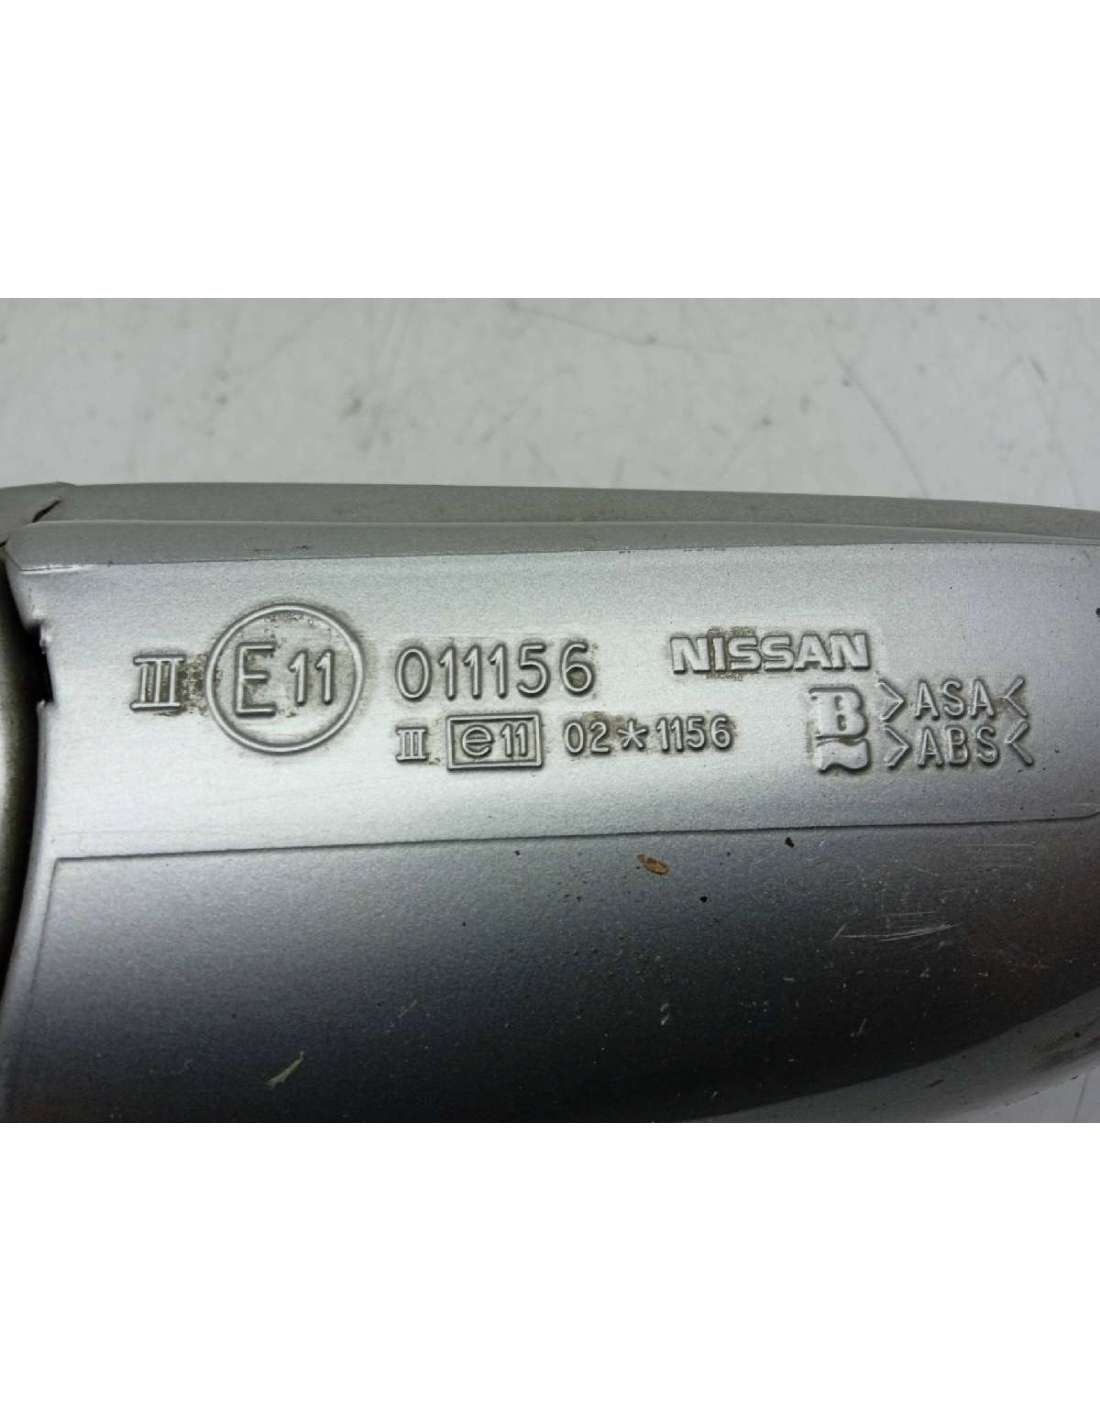 III E11 011156 NISSAN
III e11 02*1156 B >ASA<
>ABS<